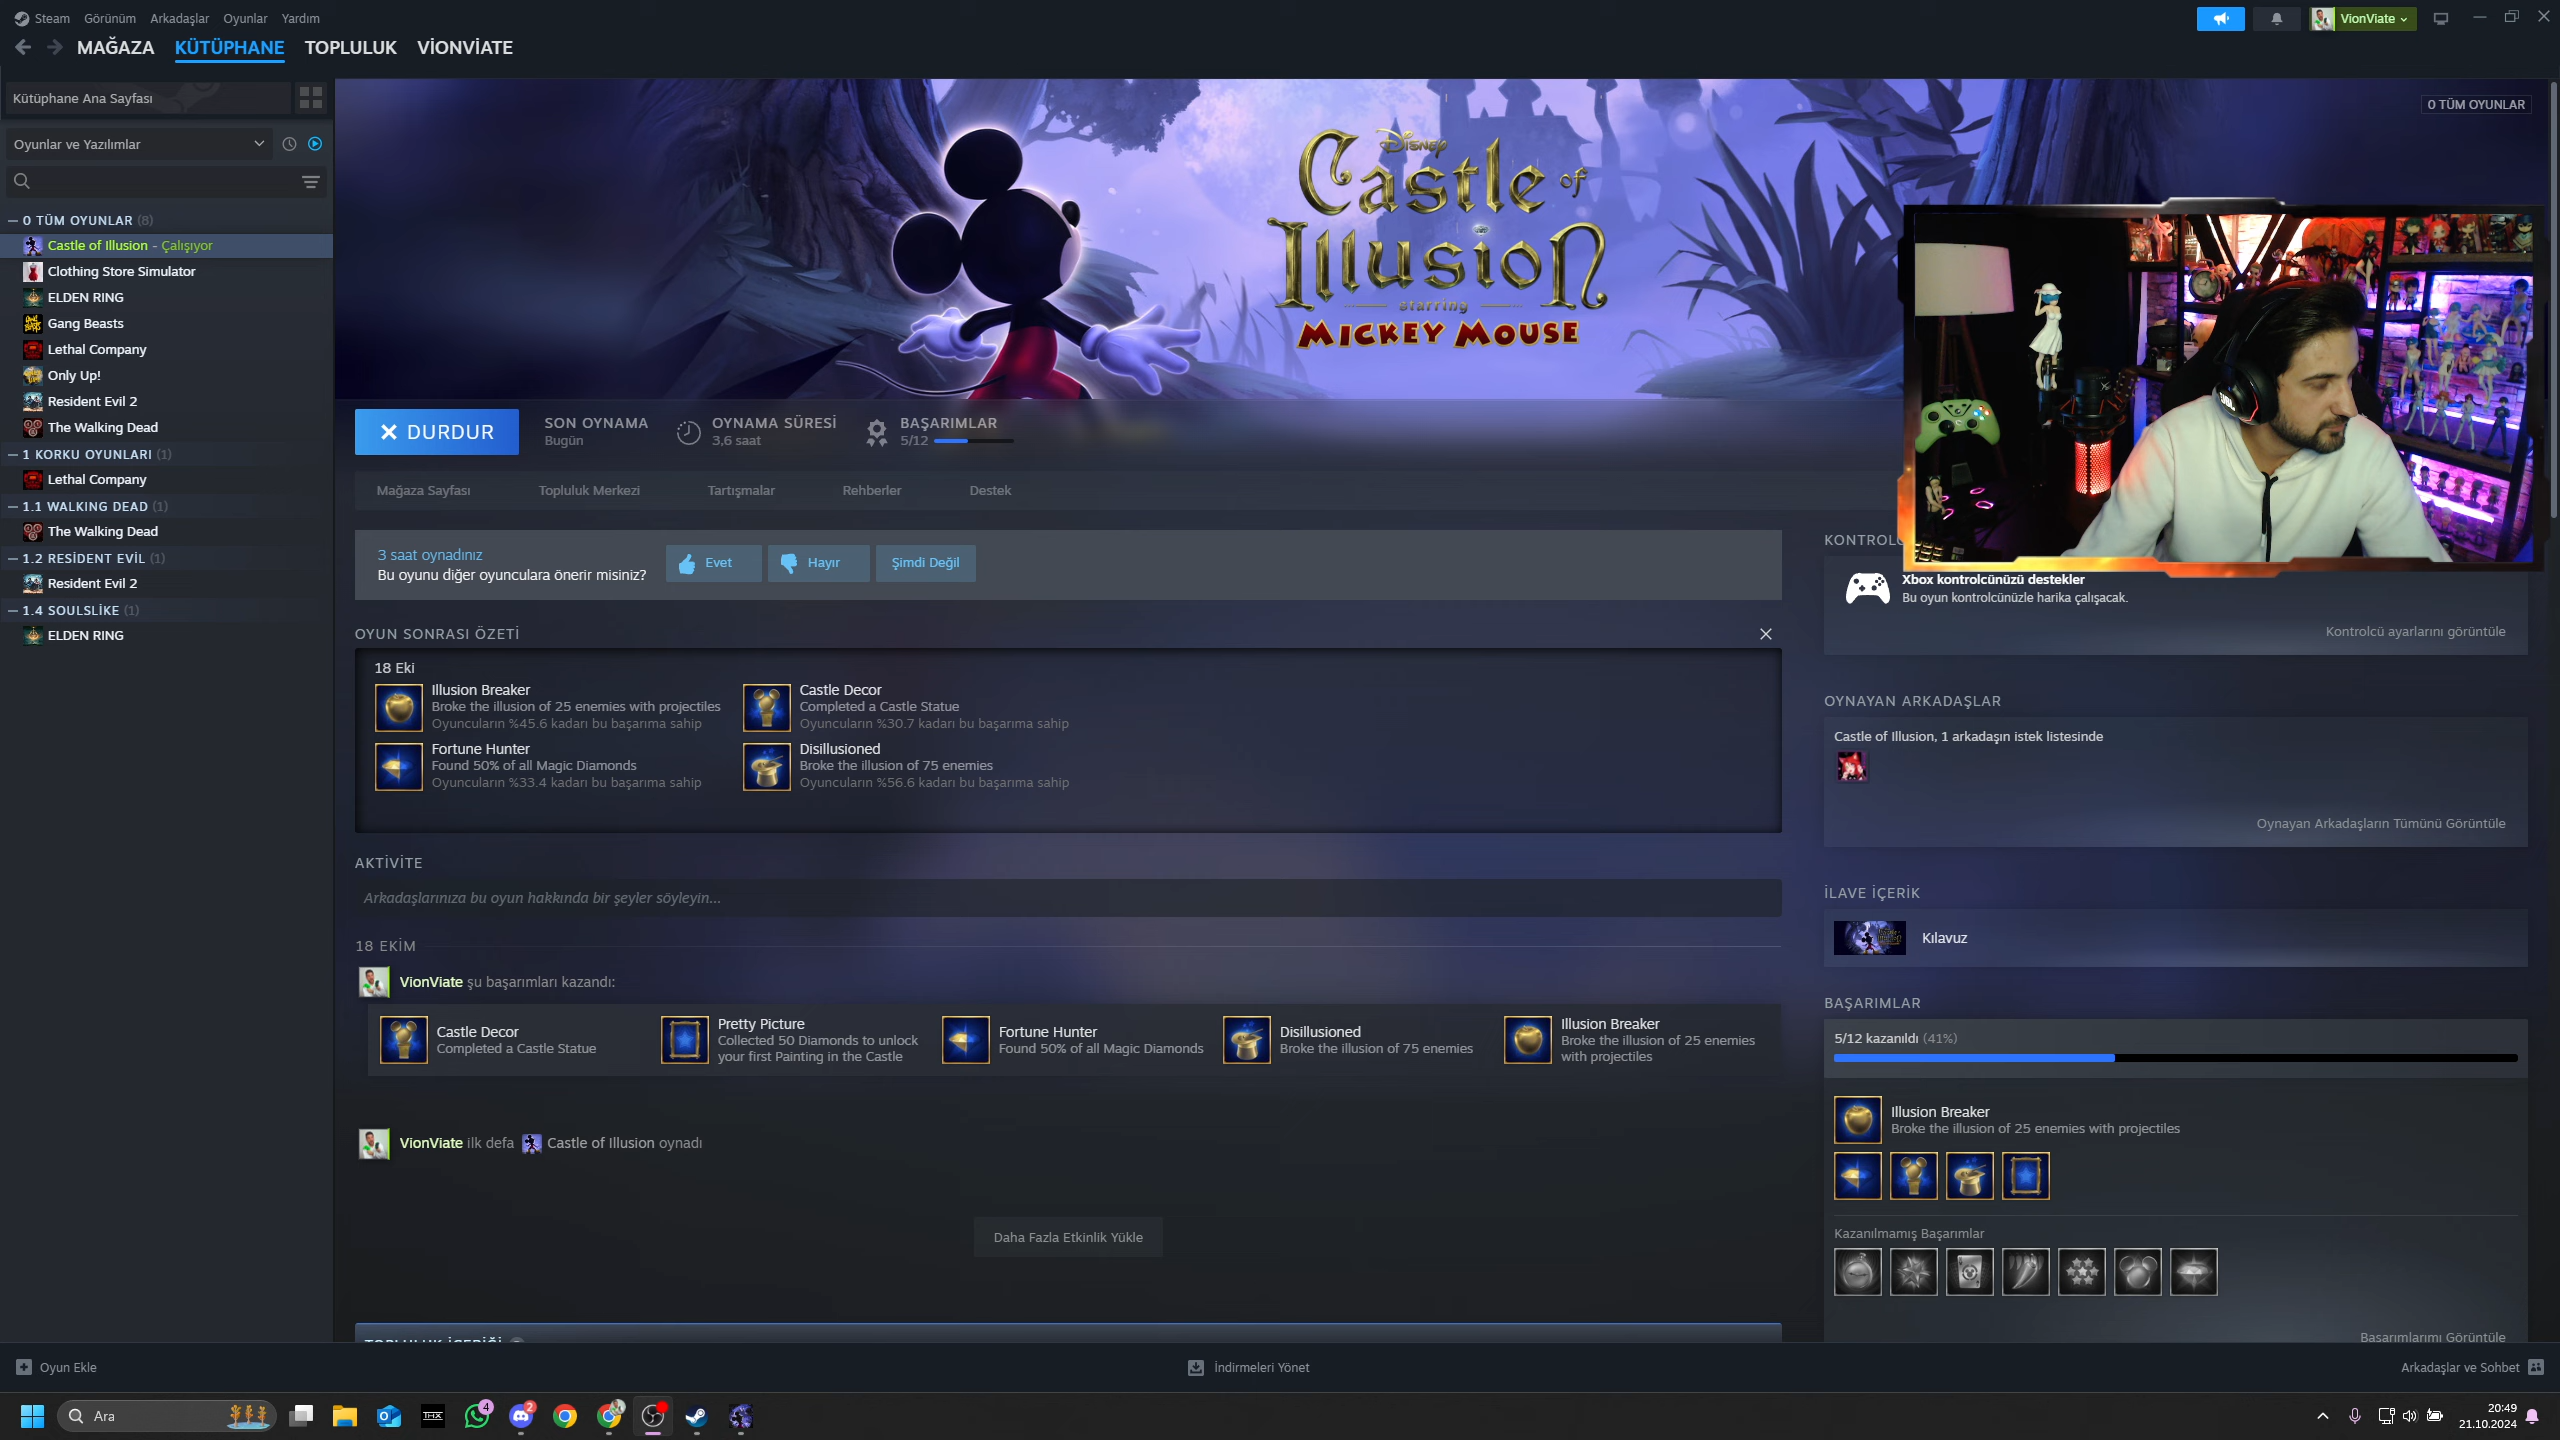 Steam Görünüm Arkadaşlar Oyunlar Yardım
VionViate
MAĞAZA KÜTÜPHANE TOPLULUK VİONVİATE
Kütüphane Ana Sayfası
Oyunlar ve Yazılımlar
0 TÜM OYUNLAR (8)
Castle of Illusion - Çalışıyor
Clothing Store Simulator
ELDEN RING
Gang Beasts
Lethal Company
Only Up!
Resident Evil 2
The Walking Dead
1 KORKU OYUNLARI (1)
Lethal Company
1.1 WALKING DEAD (1)
The Walking Dead
1.2 RESİDENT EVİL (1)
Resident Evil 2
1.4 SOULSLİKE (1)
ELDEN RING
0 TÜM OYUNLAR
Disney
Castle of
Illusion
starring
MICKEY MOUSE
DURDUR
SON OYNAMA
Bugün
OYNAMA SÜRESİ
3,6 saat
BAŞARIMLAR
5/12
Mağaza Sayfası Topluluk Merkezi Tartışmalar Rehberler Destek
3 saat oynadınız
Bu oyunu diğer oyunculara önerir misiniz?
Evet Hayır Şimdi Değil
OYUN SONRASI ÖZETİ
18 Eki
Illusion Breaker
Broke the illusion of 25 enemies with projectiles
Oyuncuların %45.6 kadarı bu başarıma sahip
Castle Decor
Completed a Castle Statue
Oyuncuların %30.7 kadarı bu başarıma sahip
Fortune Hunter
Found 50% of all Magic Diamonds
Oyuncuların %33.4 kadarı bu başarıma sahip
Disillusioned
Broke the illusion of 75 enemies
Oyuncuların %56.6 kadarı bu başarıma sahip
AKTİVİTE
Arkadaşlarınıza bu oyun hakkında bir şeyler söyleyin...
18 EKİM
VionViate şu başarımları kazandı:
Castle Decor
Completed a Castle Statue
Pretty Picture
Collected 50 Diamonds to unlock
your first Painting in the Castle
Fortune Hunter
Found 50% of all Magic Diamonds
Disillusioned
Broke the illusion of 75 enemies
Illusion Breaker
Broke the illusion of 25 enemies
with projectiles
VionViate ilk defa Castle of Illusion oynadı
Daha Fazla Etkinlik Yükle
TOPLULUK İÇERİĞİ
KONTROLC
Xbox kontrolcünüzü destekler
Bu oyun kontrolcünüzle harika çalışacak.
Kontrolcü ayarlarını görüntüle
OYNAYAN ARKADAŞLAR
Castle of Illusion, 1 arkadaşın istek listesinde
Oynayan Arkadaşların Tümünü Görüntüle
İLAVE İÇERİK
Kılavuz
BAŞARIMLAR
5/12 kazanıldı (41%)
Illusion Breaker
Broke the illusion of 25 enemies with projectiles
Kazanılmamış Başarımlar
Başarımlarımı Görüntüle
Oyun Ekle
İndirmeleri Yönet
Arkadaşlar ve Sohbet
Ara
THX
4
2
20:49
21.10.2024